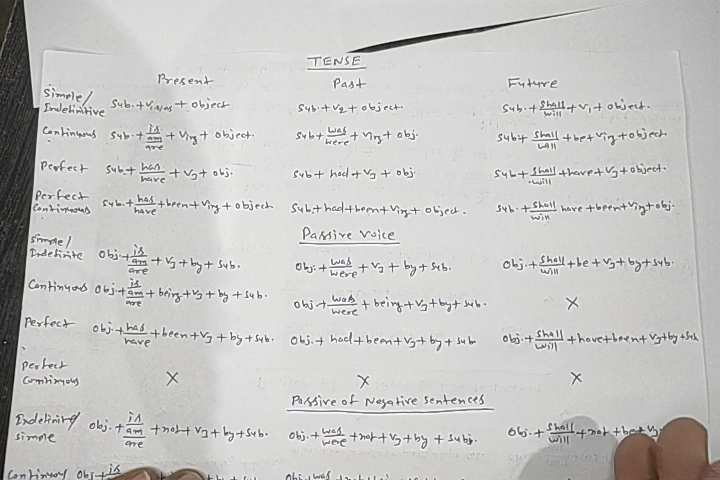 TENSE
Present Past Future
Simple/ Indefinitive Sub.+V1/s/es + object Sub.+V2 + object Sub.+ shall/will + V1 + object.
Continuous Sub.+ is/am/are + Ving + object. Sub+ was/were + Ving + obj. Sub+ shall/will +be+Ving+object
Perfect Sub+ has/have + V3 + obj. Sub + had + V3 + obj. Sub+ shall/will +have+V3+object.
Perfect Continuous Sub.+ has/have +been+Ving+object Sub+had+been+Ving+object. Sub.+ shall/will have+been+Ving+obj.
Passive Voice
Simple/ Indefinite Obj.+ is/am/are + V3 + by + Sub. Obj.+ was/were + V3 + by + Sub. Obj.+ shall/will +be+V3+by+Sub.
Continuous Obj+ is/am/are + being+V3+by+Sub. Obj+ was/were + being+V3+by+Sub. X
Perfect Obj.+ has/have +been+V3+by+Sub. Obj.+ had+been+V3+by+Sub Obj.+ shall/will +have+been+V3+by+Sub
Perfect Continuous X X X
Passive of Negative Sentences
Indefinite/ Simple Obj.+ is/am/are +not+V3+by+Sub. Obj.+ was/were +not+V3+by+Subj. Obj.+ shall/will +not+be+V3
Continuou Obj+ is Obj+ was